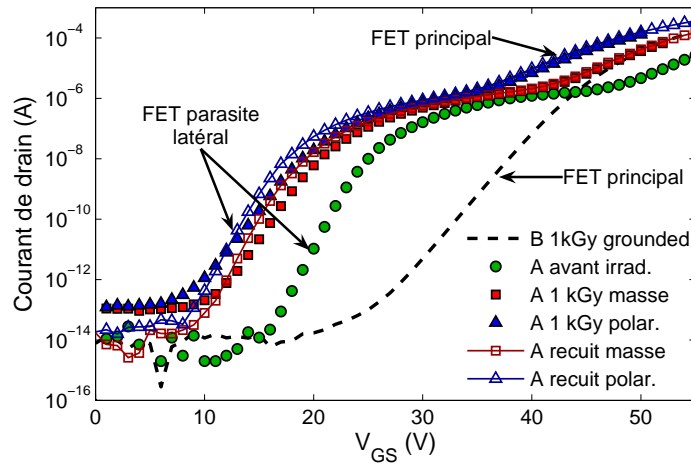 10⁻⁴
10⁻⁶
10⁻⁸
10⁻¹⁰
10⁻¹²
10⁻¹⁴
10⁻¹⁶
Courant de drain (A)
FET principal
FET parasite
latéral
FET principal
B 1kGy grounded
A avant irrad.
A 1 kGy masse
A 1 kGy polar.
A recuit masse
A recuit polar.
0 10 20 30 40 50
V_GS (V)